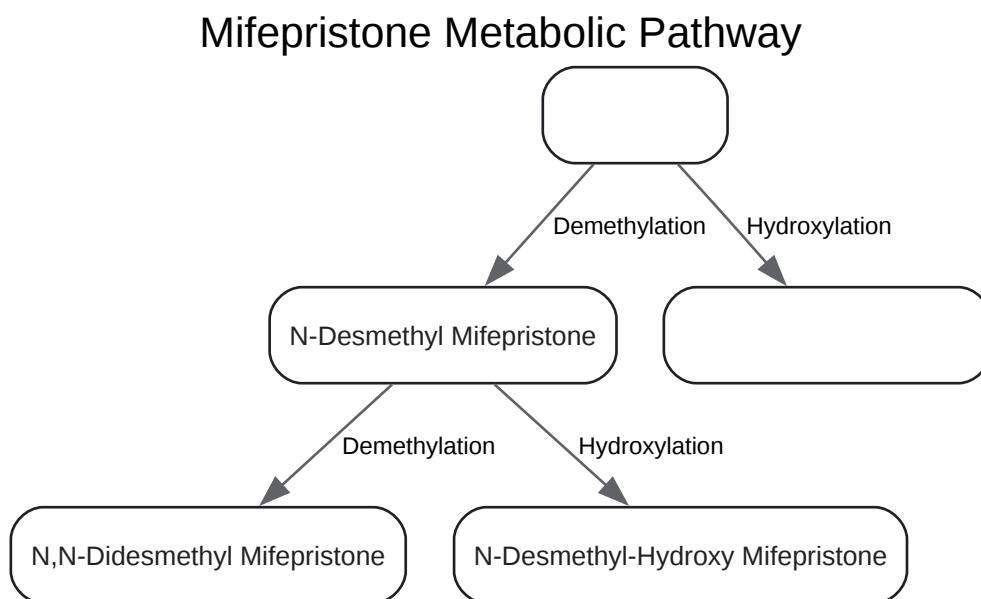 Mifepristone Metabolic Pathway
Demethylation
Hydroxylation
N-Desmethyl Mifepristone
Demethylation
Hydroxylation
N,N-Didesmethyl Mifepristone
N-Desmethyl-Hydroxy Mifepristone